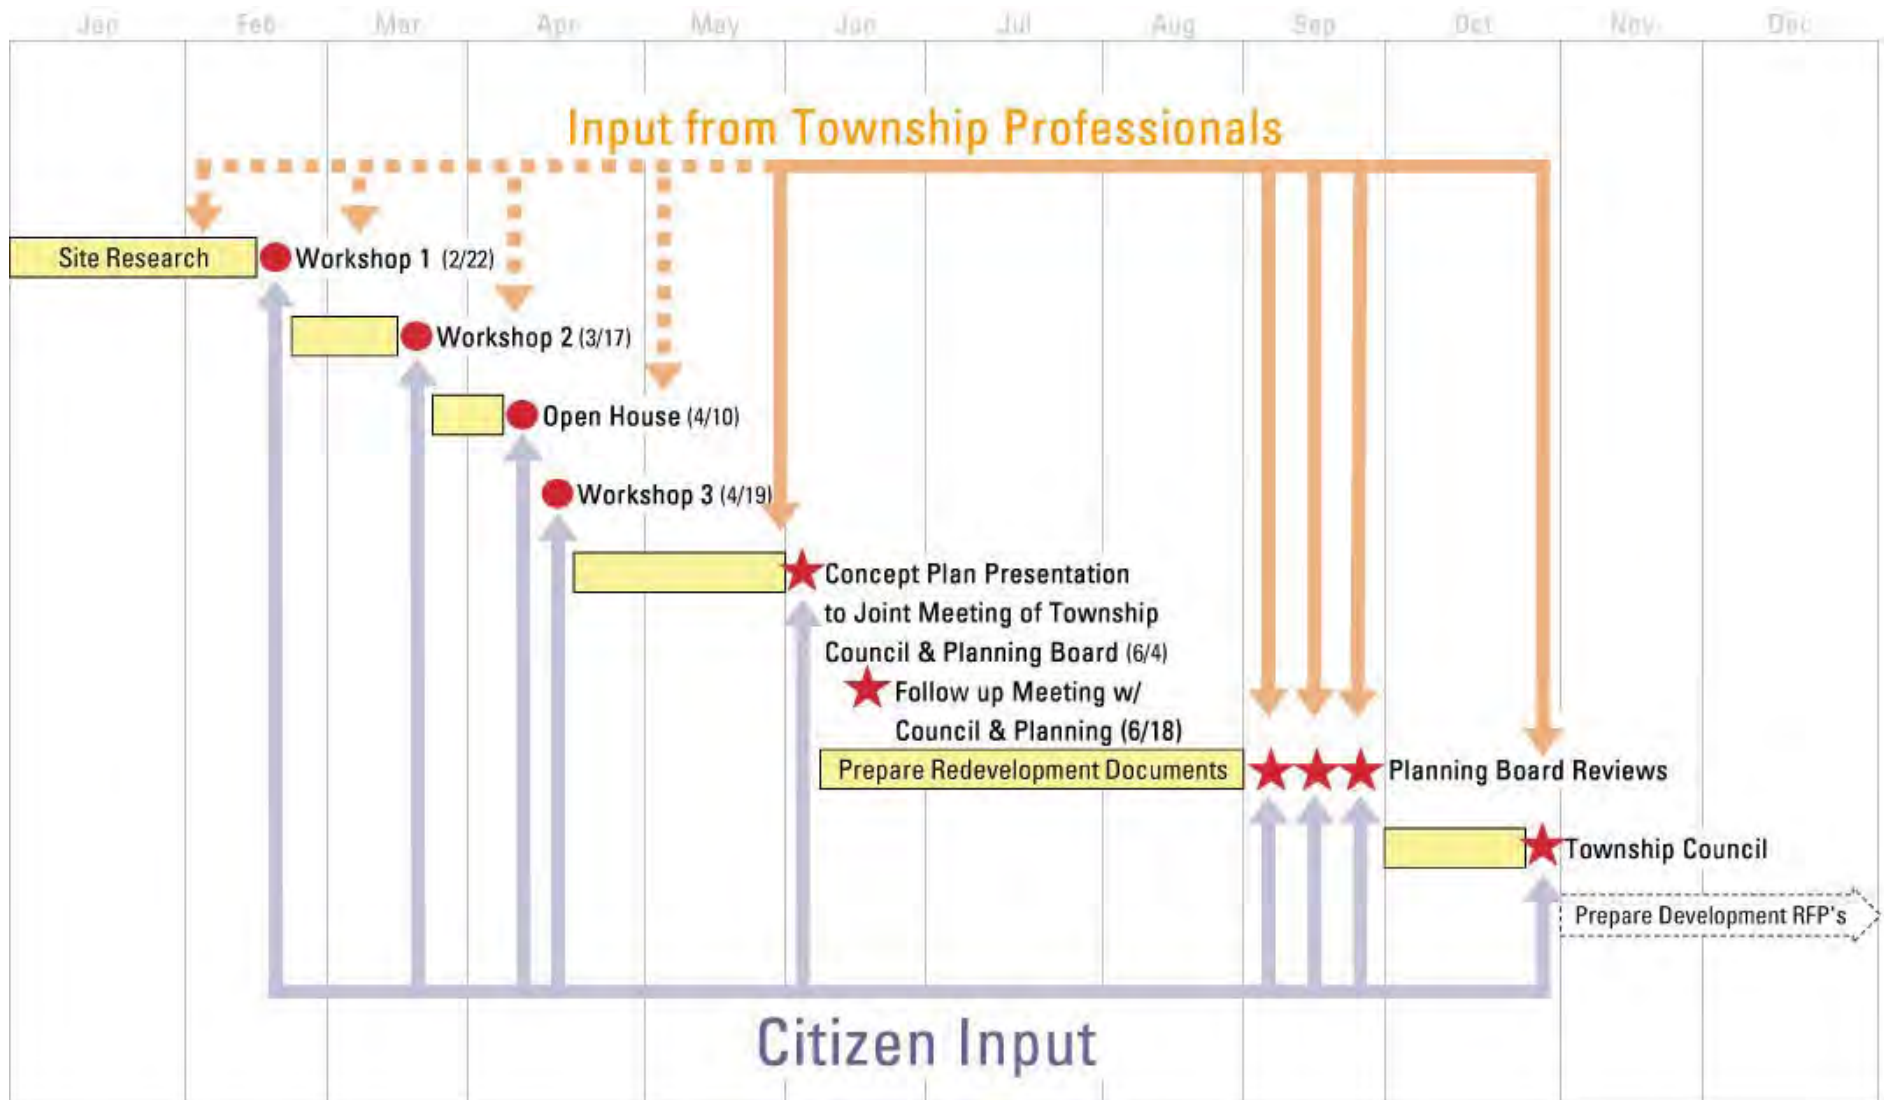 Jan Feb Mar Apr May Jun Jul Aug Sep Oct Nov Dec
Input from Township Professionals
Site Research
Workshop 1 (2/22)
Workshop 2 (3/17)
Open House (4/10)
Workshop 3 (4/19)
Concept Plan Presentation
to Joint Meeting of Township
Council & Planning Board (6/4)
Follow up Meeting w/
Council & Planning (6/18)
Prepare Redevelopment Documents
Planning Board Reviews
Township Council
Prepare Development RFP's
Citizen Input